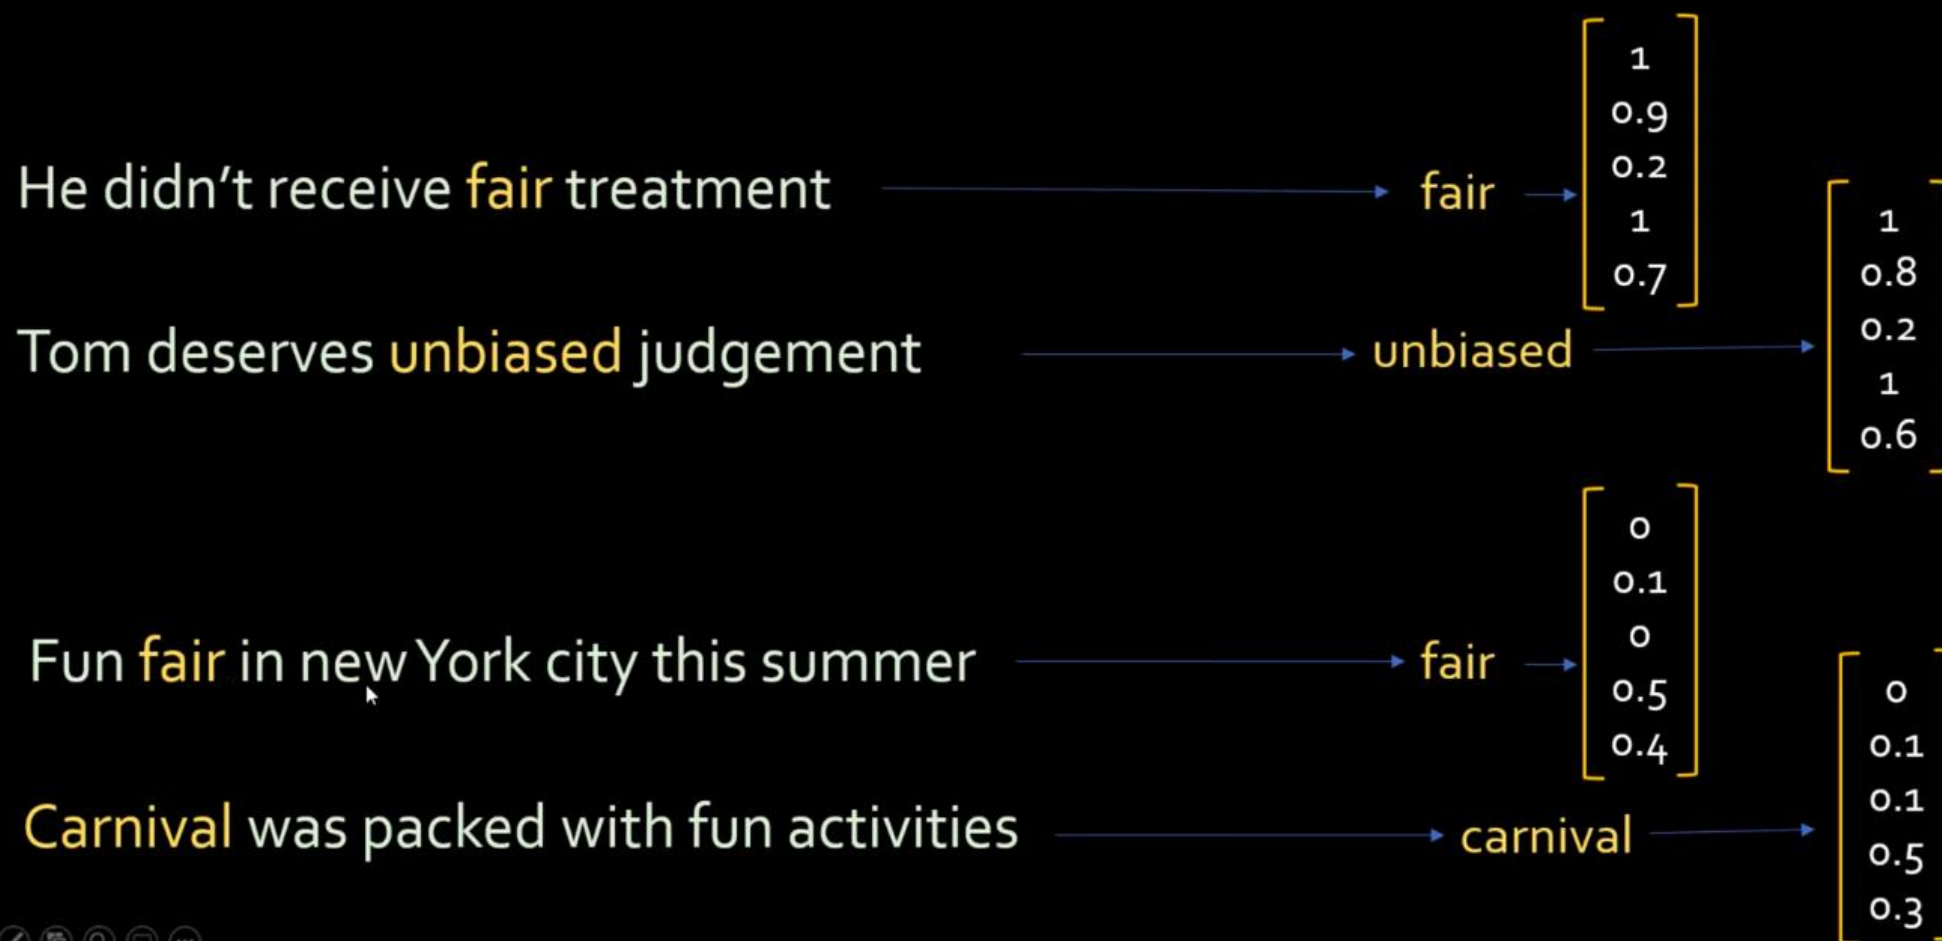 He didn't receive fair treatment
fair
1
0.9
0.2
1
0.7
Tom deserves unbiased judgement
unbiased
1
0.8
0.2
1
0.6
Fun fair in new York city this summer
fair
0
0.1
0
0.5
0.4
Carnival was packed with fun activities
carnival
0
0.1
0.1
0.5
0.3